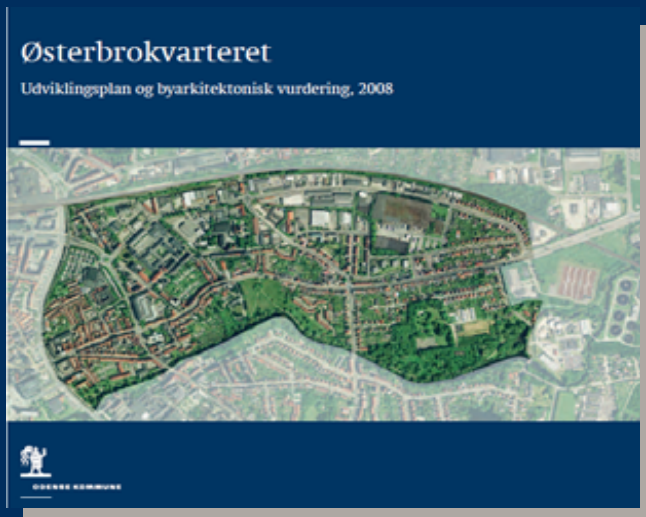 Østerbrokvarteret
Udviklingsplan og byarkitektonisk vurdering, 2008
ODENSE KOMMUNE